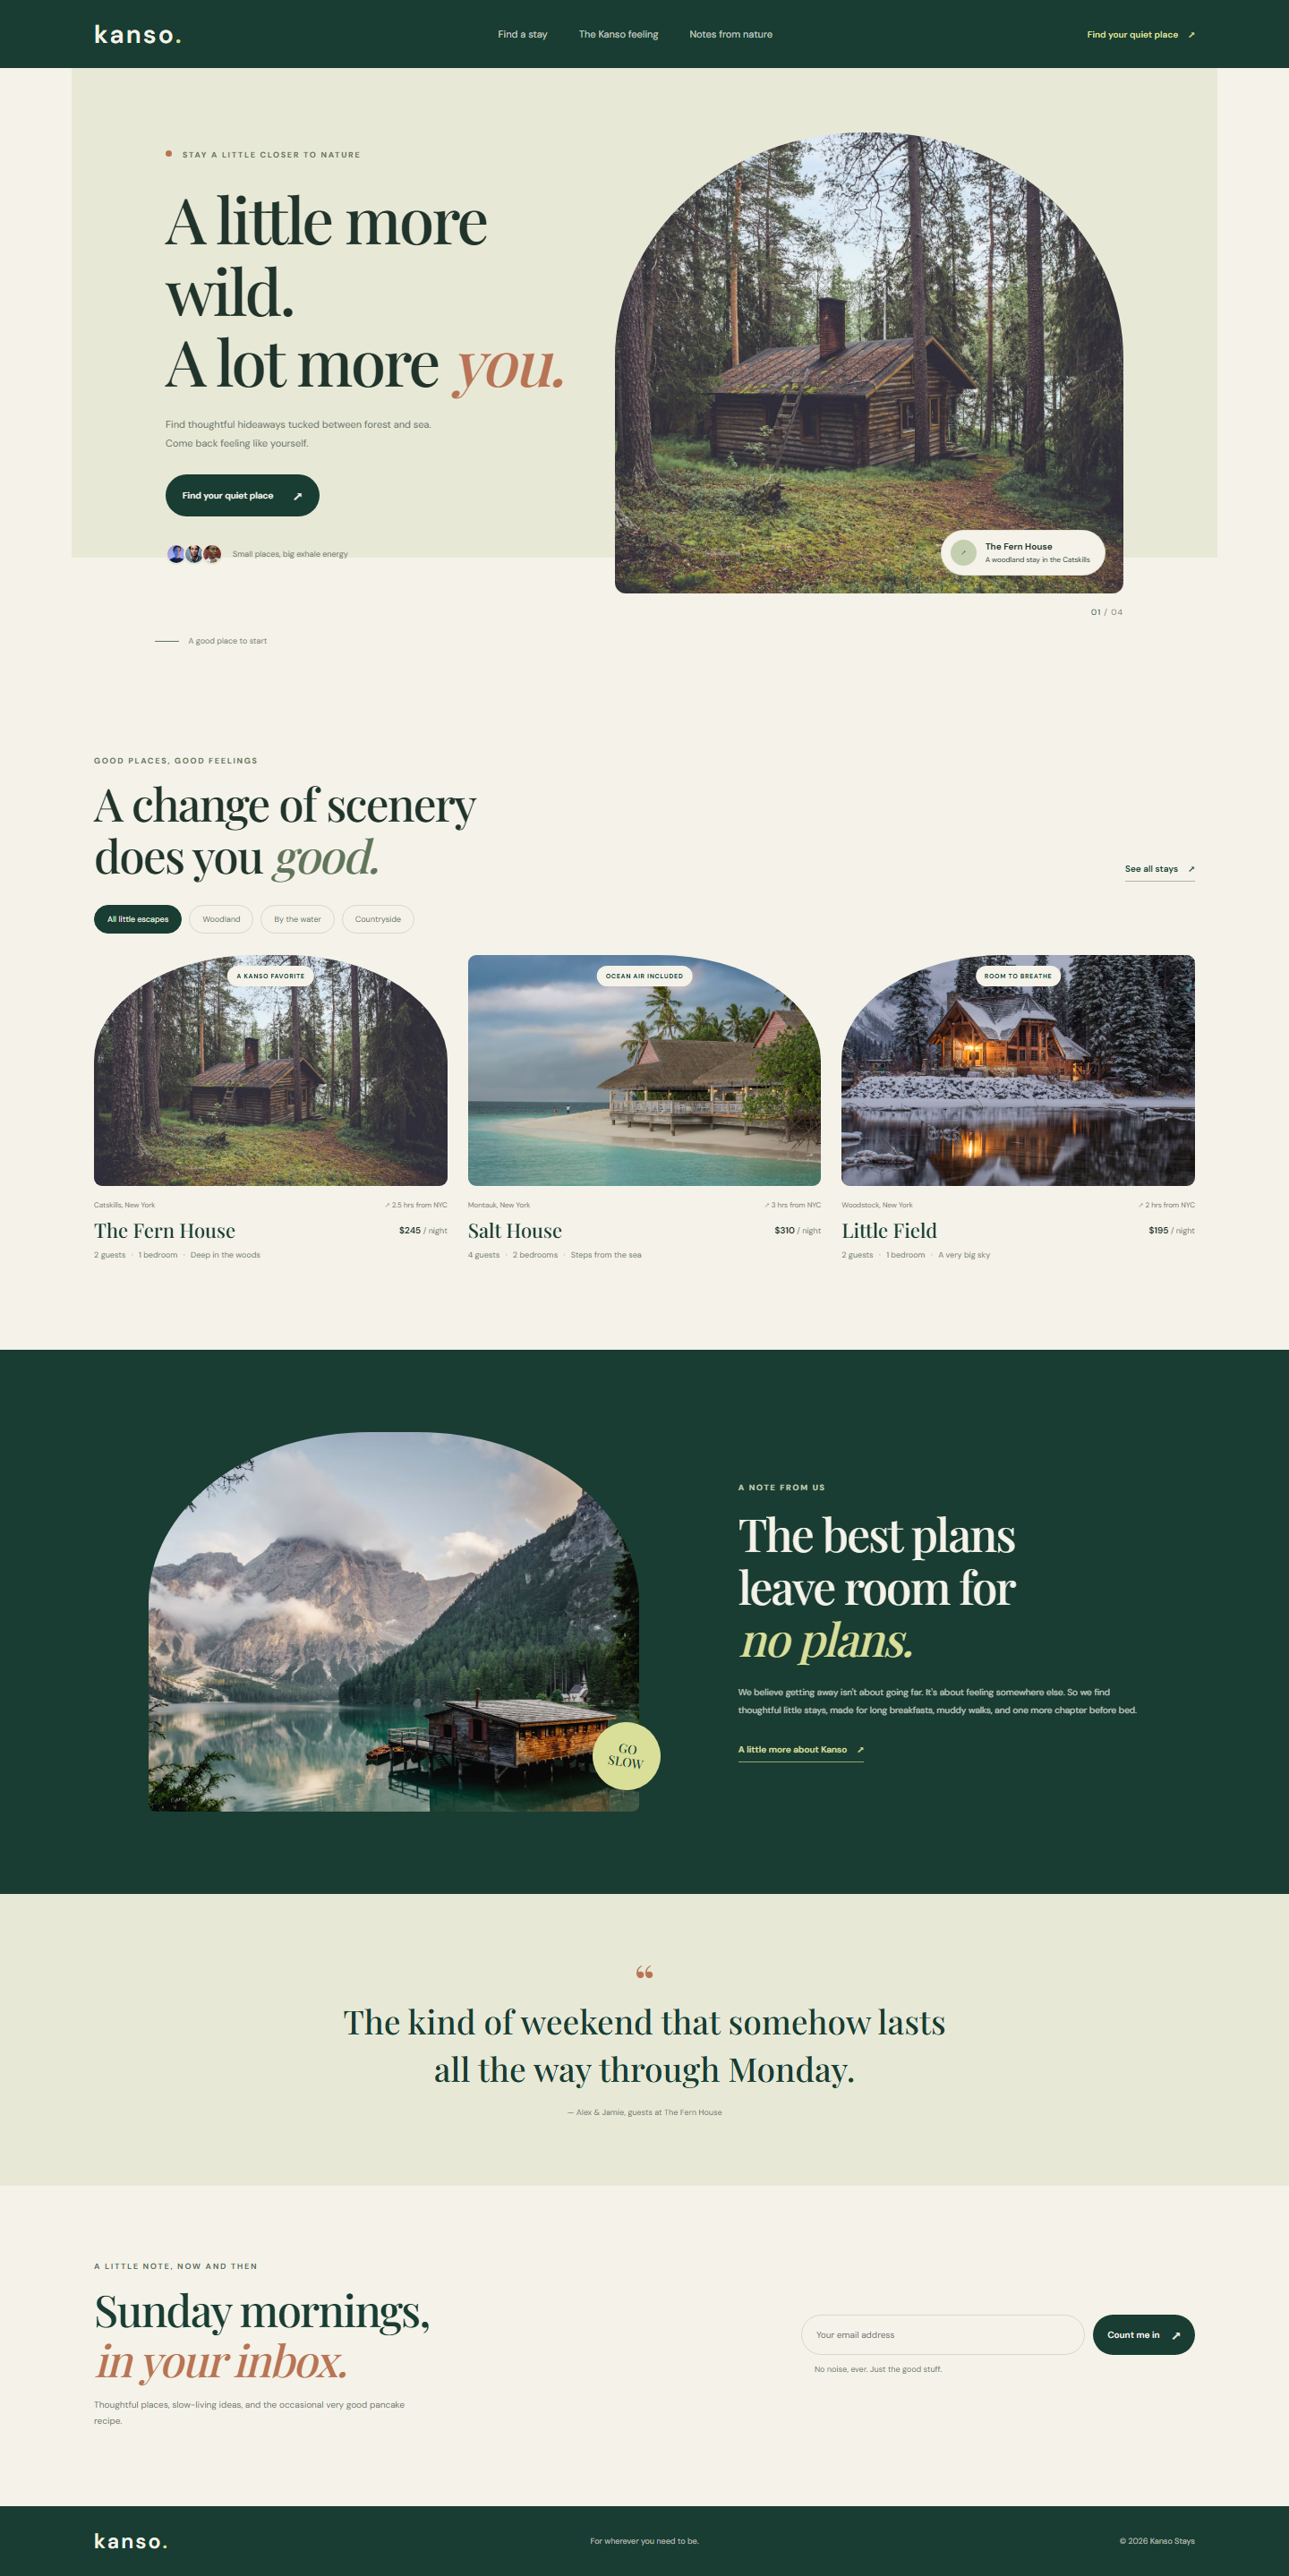 kanso.
Find a stay
The Kanso feeling
Notes from nature
Find your quiet place ↗
STAY A LITTLE CLOSER TO NATURE
A little more
wild.
A lot more you.
Find thoughtful hideaways tucked between forest and sea.
Come back feeling like yourself.
Find your quiet place ↗
Small places, big exhale energy
↗
The Fern House
A woodland stay in the Catskills
01 / 04
A good place to start
GOOD PLACES, GOOD FEELINGS
A change of scenery
does you good.
See all stays ↗
All little escapes
Woodland
By the water
Countryside
A KANSO FAVORITE
OCEAN AIR INCLUDED
ROOM TO BREATHE
Catskills, New York
↗ 2.5 hrs from NYC
The Fern House
$245 / night
2 guests · 1 bedroom · Deep in the woods
Montauk, New York
↗ 3 hrs from NYC
Salt House
$310 / night
4 guests · 2 bedrooms · Steps from the sea
Woodstock, New York
↗ 2 hrs from NYC
Little Field
$195 / night
2 guests · 1 bedroom · A very big sky
GO
SLOW
A NOTE FROM US
The best plans
leave room for
no plans.
We believe getting away isn't about going far. It's about feeling somewhere else. So we find
thoughtful little stays, made for long breakfasts, muddy walks, and one more chapter before bed.
A little more about Kanso ↗
“
The kind of weekend that somehow lasts
all the way through Monday.
— Alex & Jamie, guests at The Fern House
A LITTLE NOTE, NOW AND THEN
Sunday mornings,
in your inbox.
Thoughtful places, slow-living ideas, and the occasional very good pancake
recipe.
Your email address
Count me in ↗
No noise, ever. Just the good stuff.
kanso.
For wherever you need to be.
© 2026 Kanso Stays